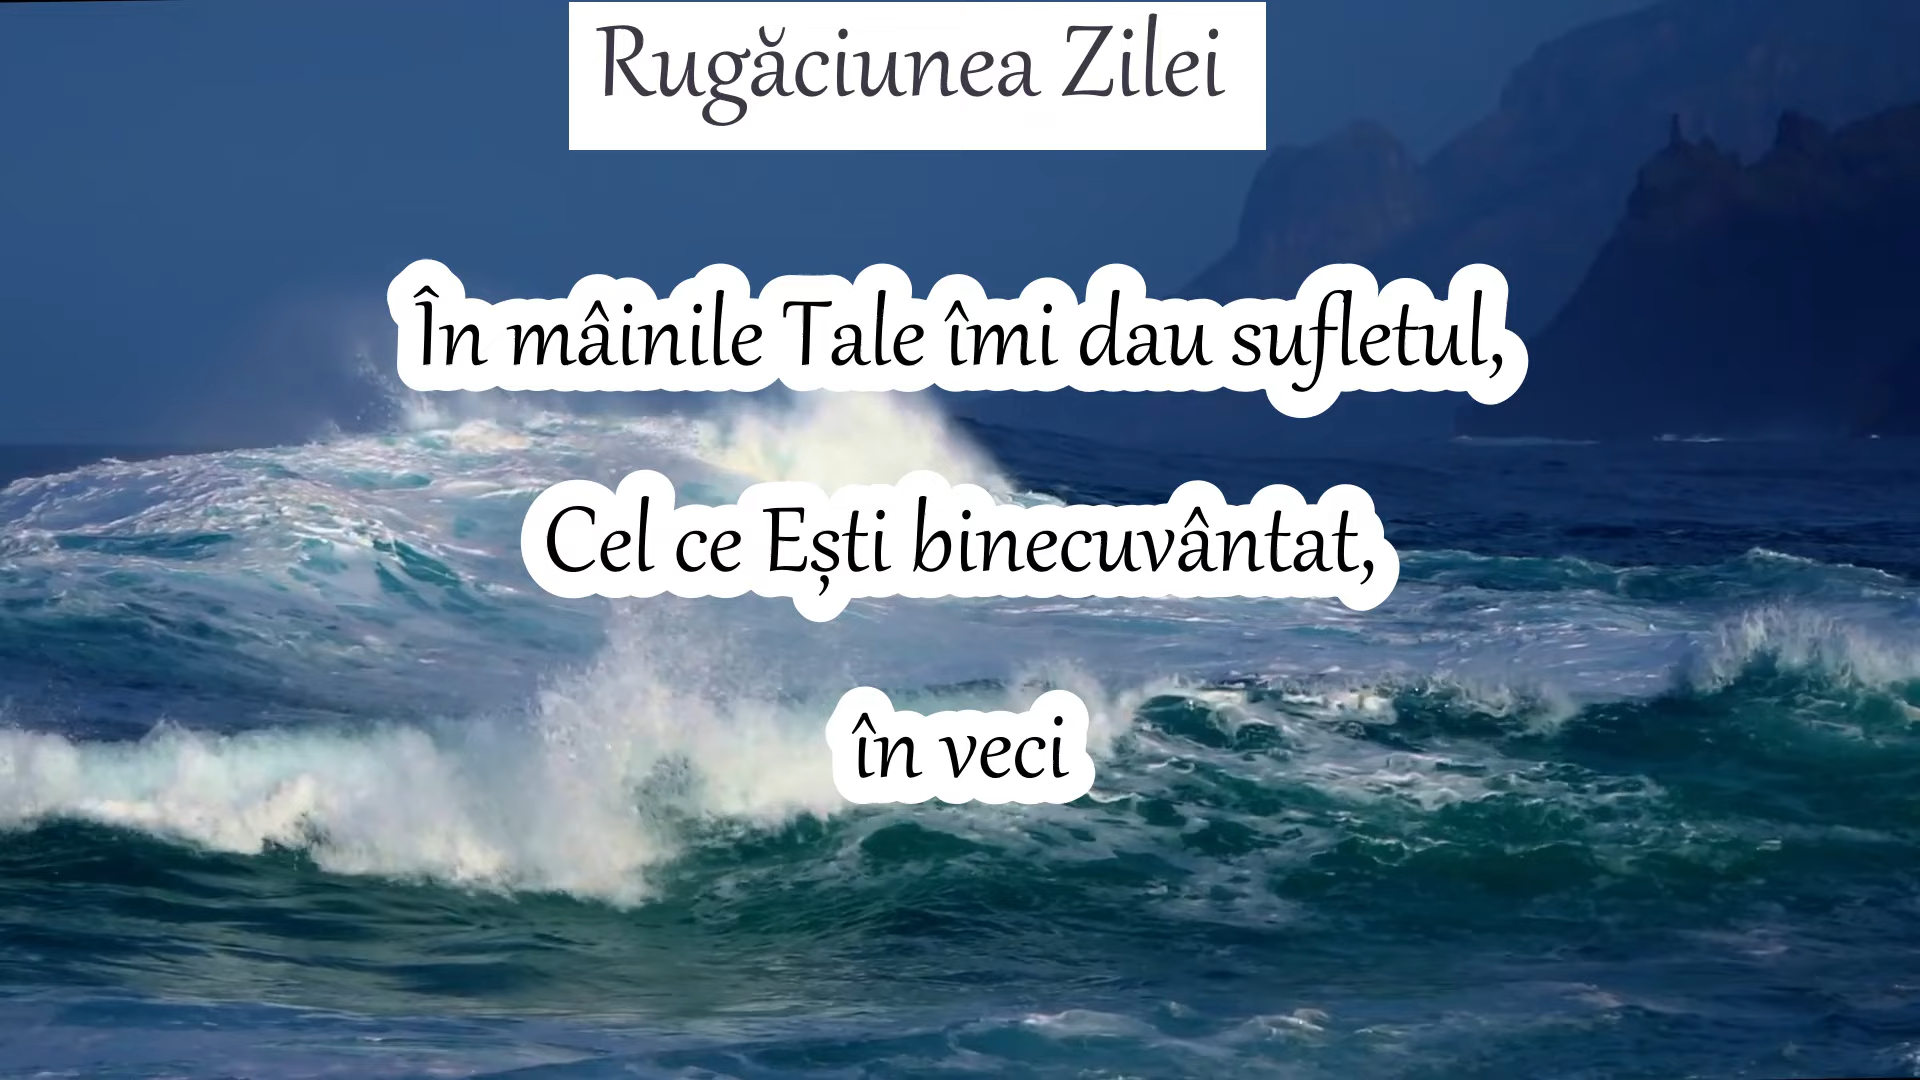 Rugăciunea Zilei
În mâinile Tale îmi dau sufletul,
Cel ce Ești binecuvântat,
în veci